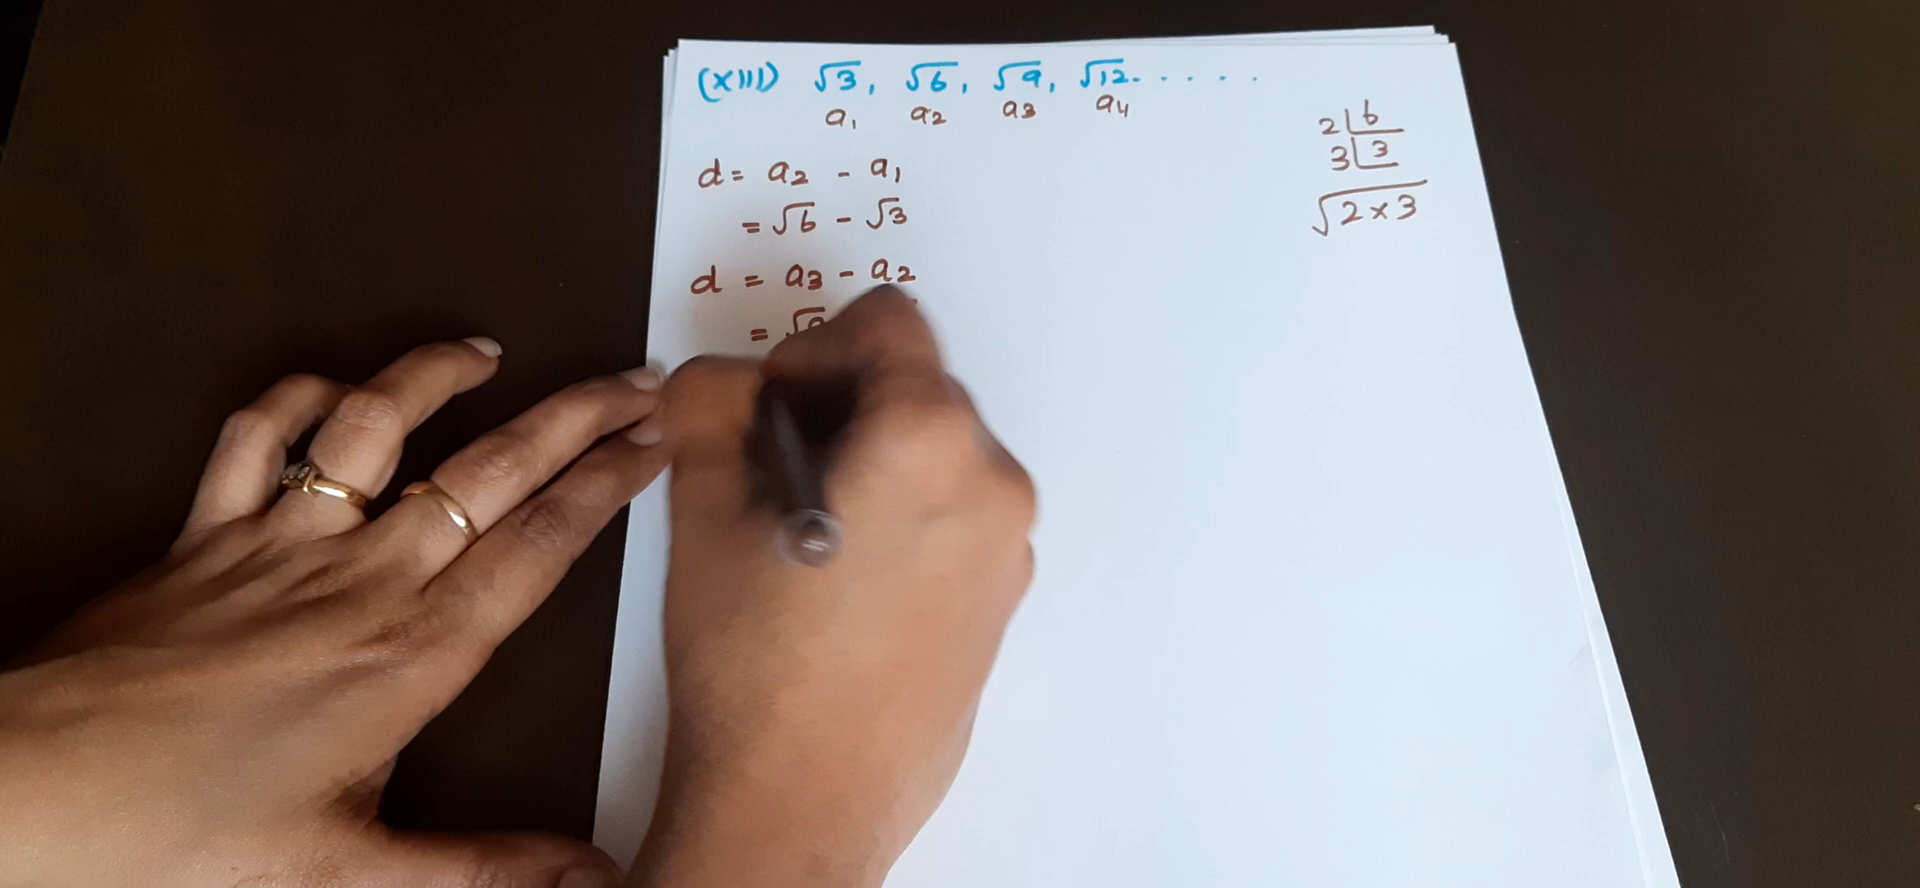 (XIII) √3, √6, √9, √12. . . . .
a1 a2 a3 a4
d = a2 - a1
= √6 - √3
d = a3 - a2
= √9
2 6
3 3
√2×3